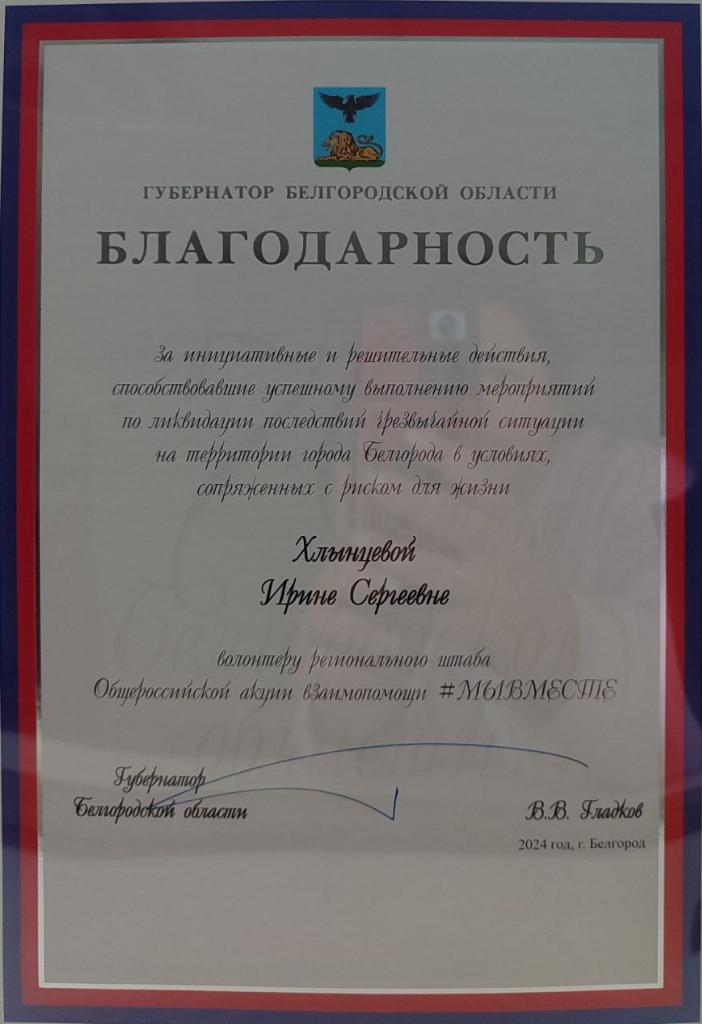 ГУБЕРНАТОР БЕЛГОРОДСКОЙ ОБЛАСТИ
БЛАГОДАРНОСТЬ
За инициативные и решительные действия,
способствовавшие успешному выполнению мероприятий
по ликвидации последствий чрезвычайной ситуации
на территории города Белгорода в условиях,
сопряженных с риском для жизни
Хлынцевой
Ирине Сергеевне
волонтеру регионального штаба
Общероссийской акции взаимопомощи #МЫВМЕСТЕ
Губернатор
Белгородской области
В.В. Гладков
2024 год, г. Белгород